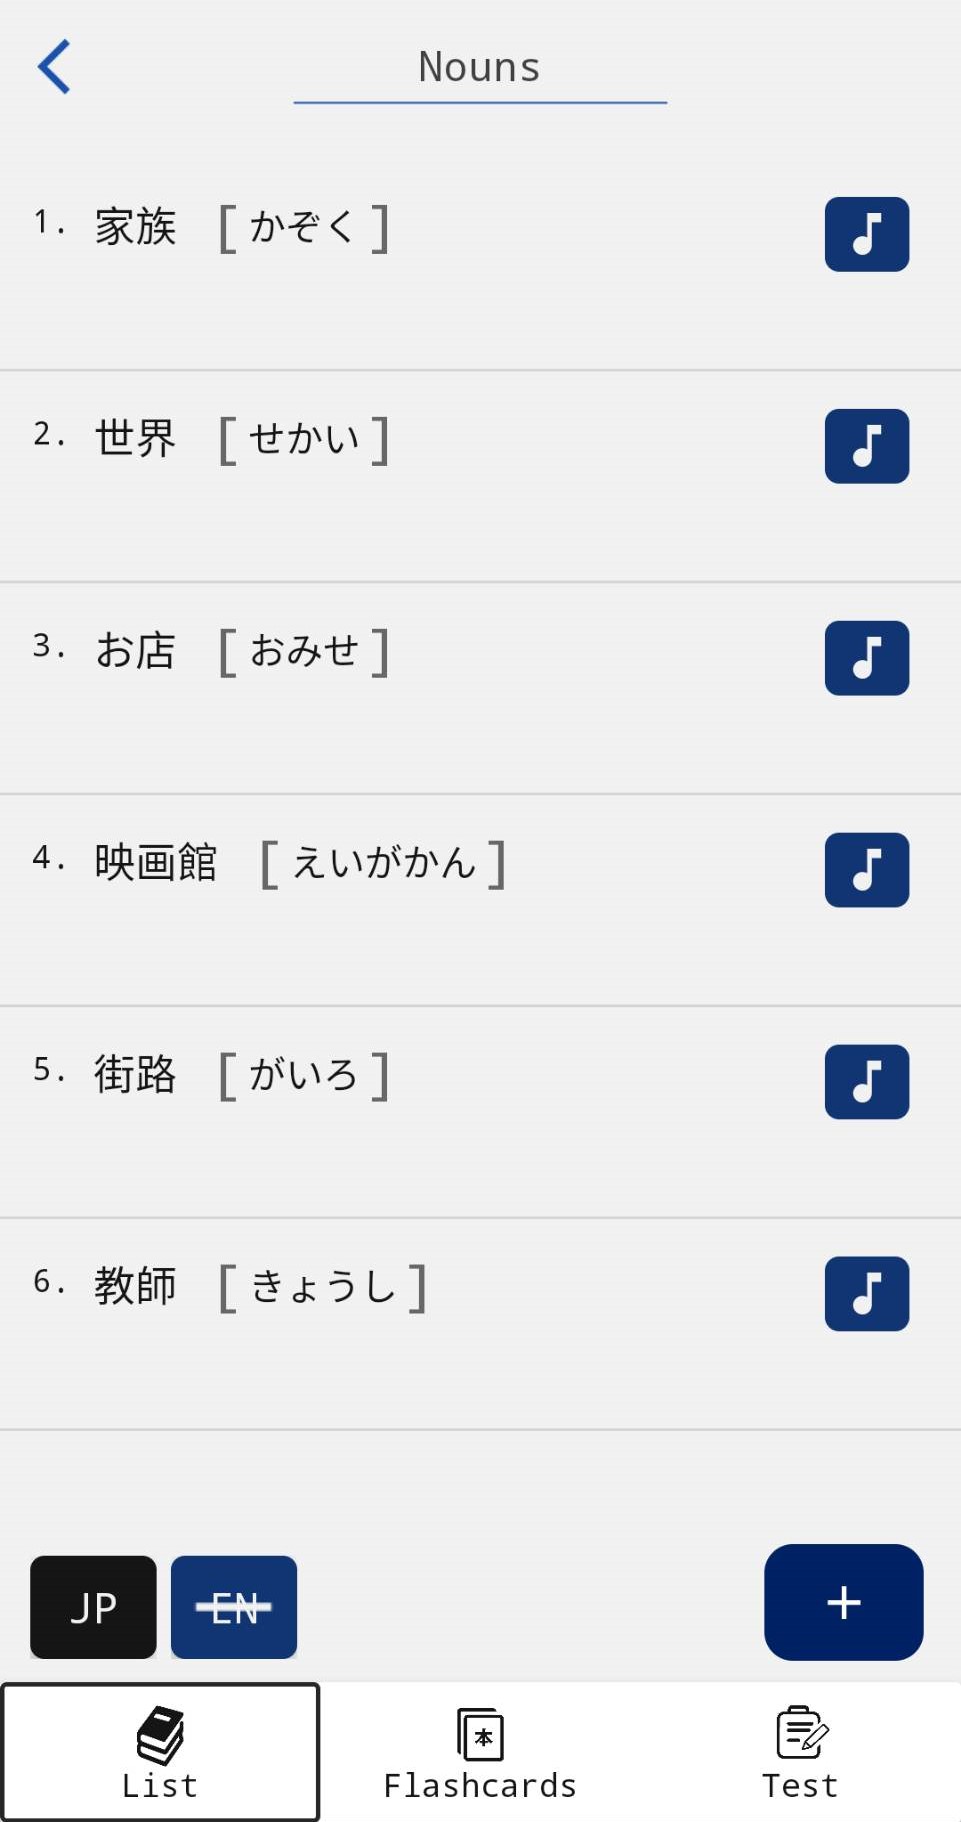 Nouns
1. 家族 [かぞく]
2. 世界 [せかい]
3. お店 [おみせ]
4. 映画館 [えいがかん]
5. 街路 [がいろ]
6. 教師 [きょうし]
JP EN +
本
List Flashcards Test